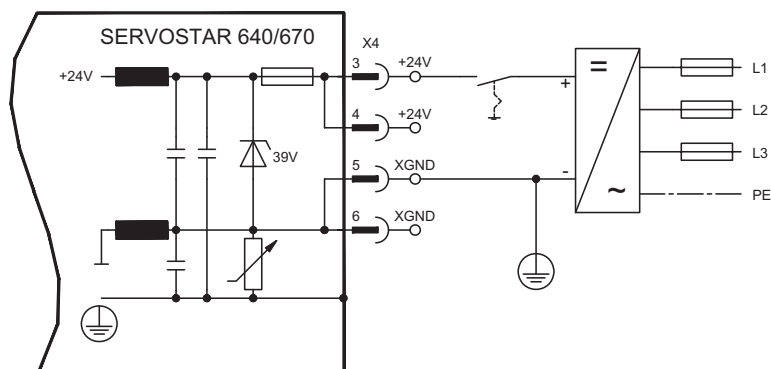 SERVOSTAR 640/670
X4
+24V
3
+24V
4
+24V
39V
5
XGND
6
XGND
=
+
-
~
L1
L2
L3
PE